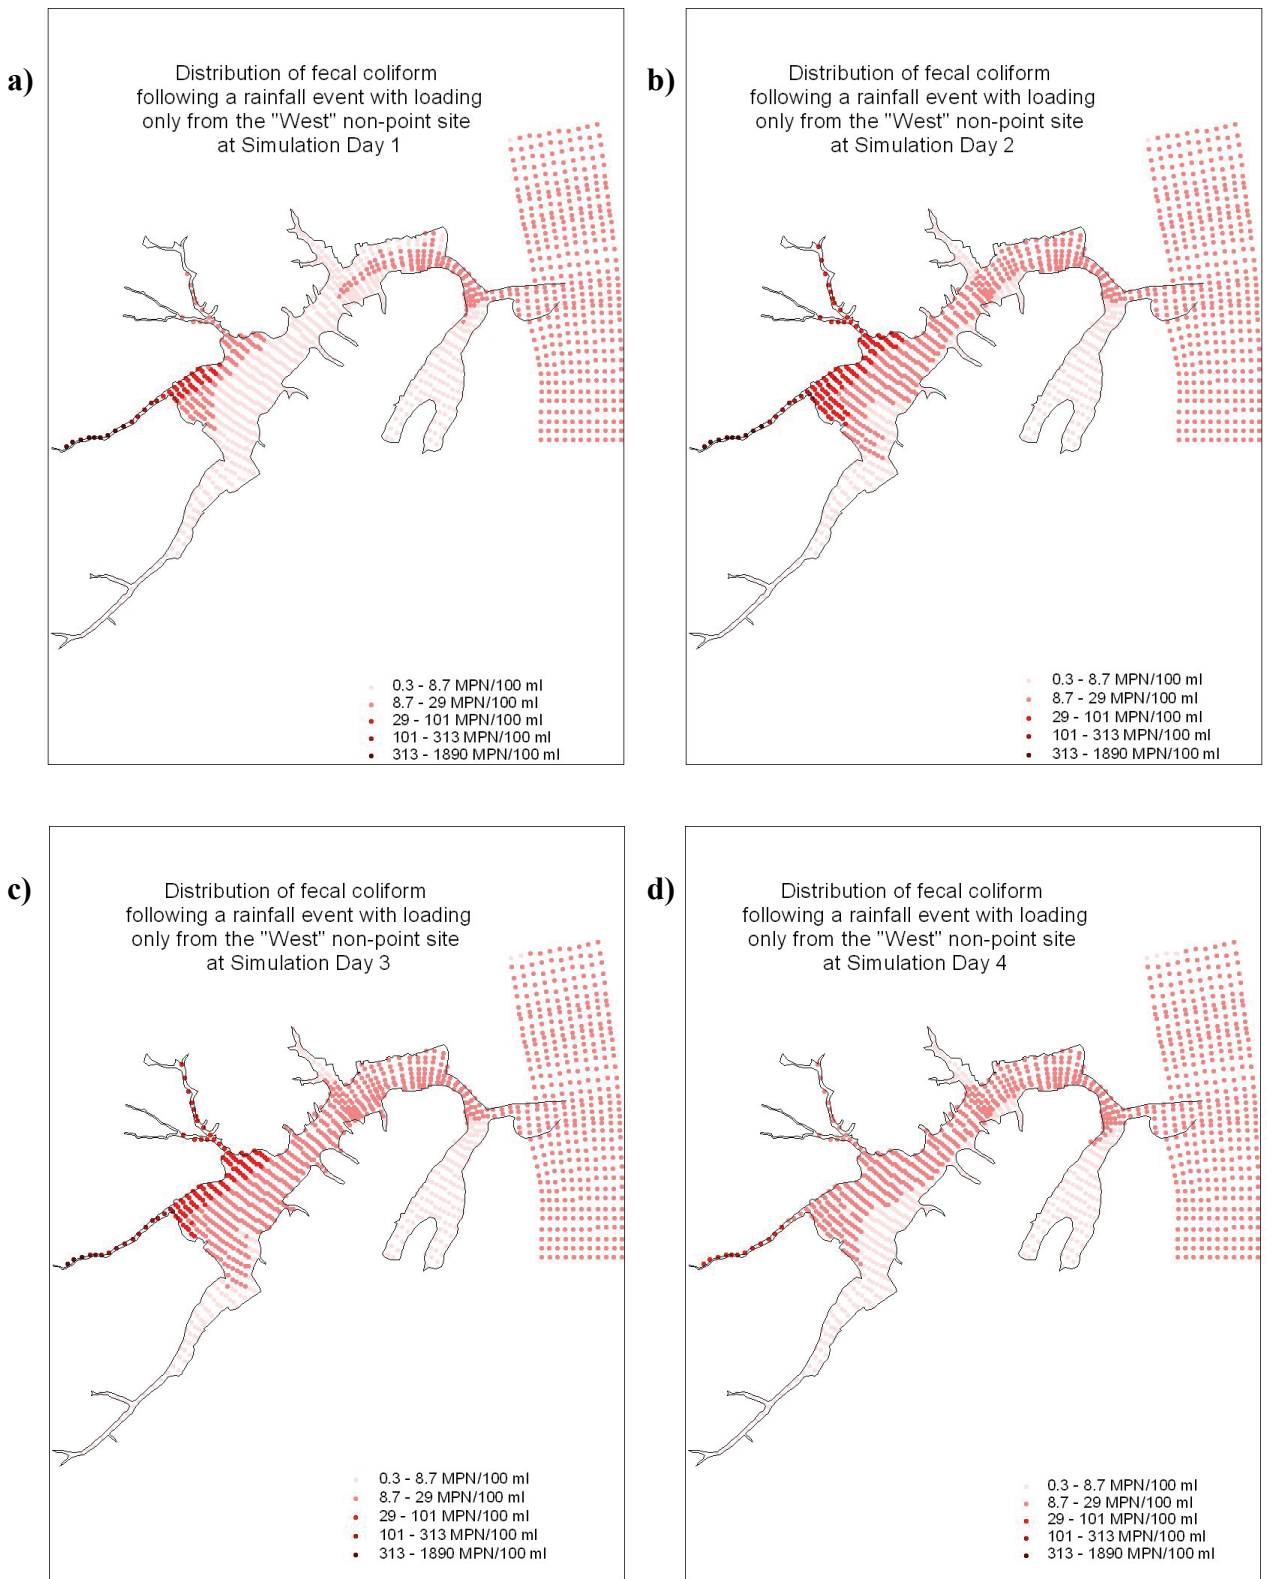 a)
Distribution of fecal coliform
following a rainfall event with loading
only from the "West" non-point site
at Simulation Day 1
0.3 - 8.7 MPN/100 ml
8.7 - 29 MPN/100 ml
29 - 101 MPN/100 ml
101 - 313 MPN/100 ml
313 - 1890 MPN/100 ml
b)
Distribution of fecal coliform
following a rainfall event with loading
only from the "West" non-point site
at Simulation Day 2
0.3 - 8.7 MPN/100 ml
8.7 - 29 MPN/100 ml
29 - 101 MPN/100 ml
101 - 313 MPN/100 ml
313 - 1890 MPN/100 ml
c)
Distribution of fecal coliform
following a rainfall event with loading
only from the "West" non-point site
at Simulation Day 3
0.3 - 8.7 MPN/100 ml
8.7 - 29 MPN/100 ml
29 - 101 MPN/100 ml
101 - 313 MPN/100 ml
313 - 1890 MPN/100 ml
d)
Distribution of fecal coliform
following a rainfall event with loading
only from the "West" non-point site
at Simulation Day 4
0.3 - 8.7 MPN/100 ml
8.7 - 29 MPN/100 ml
29 - 101 MPN/100 ml
101 - 313 MPN/100 ml
313 - 1890 MPN/100 ml